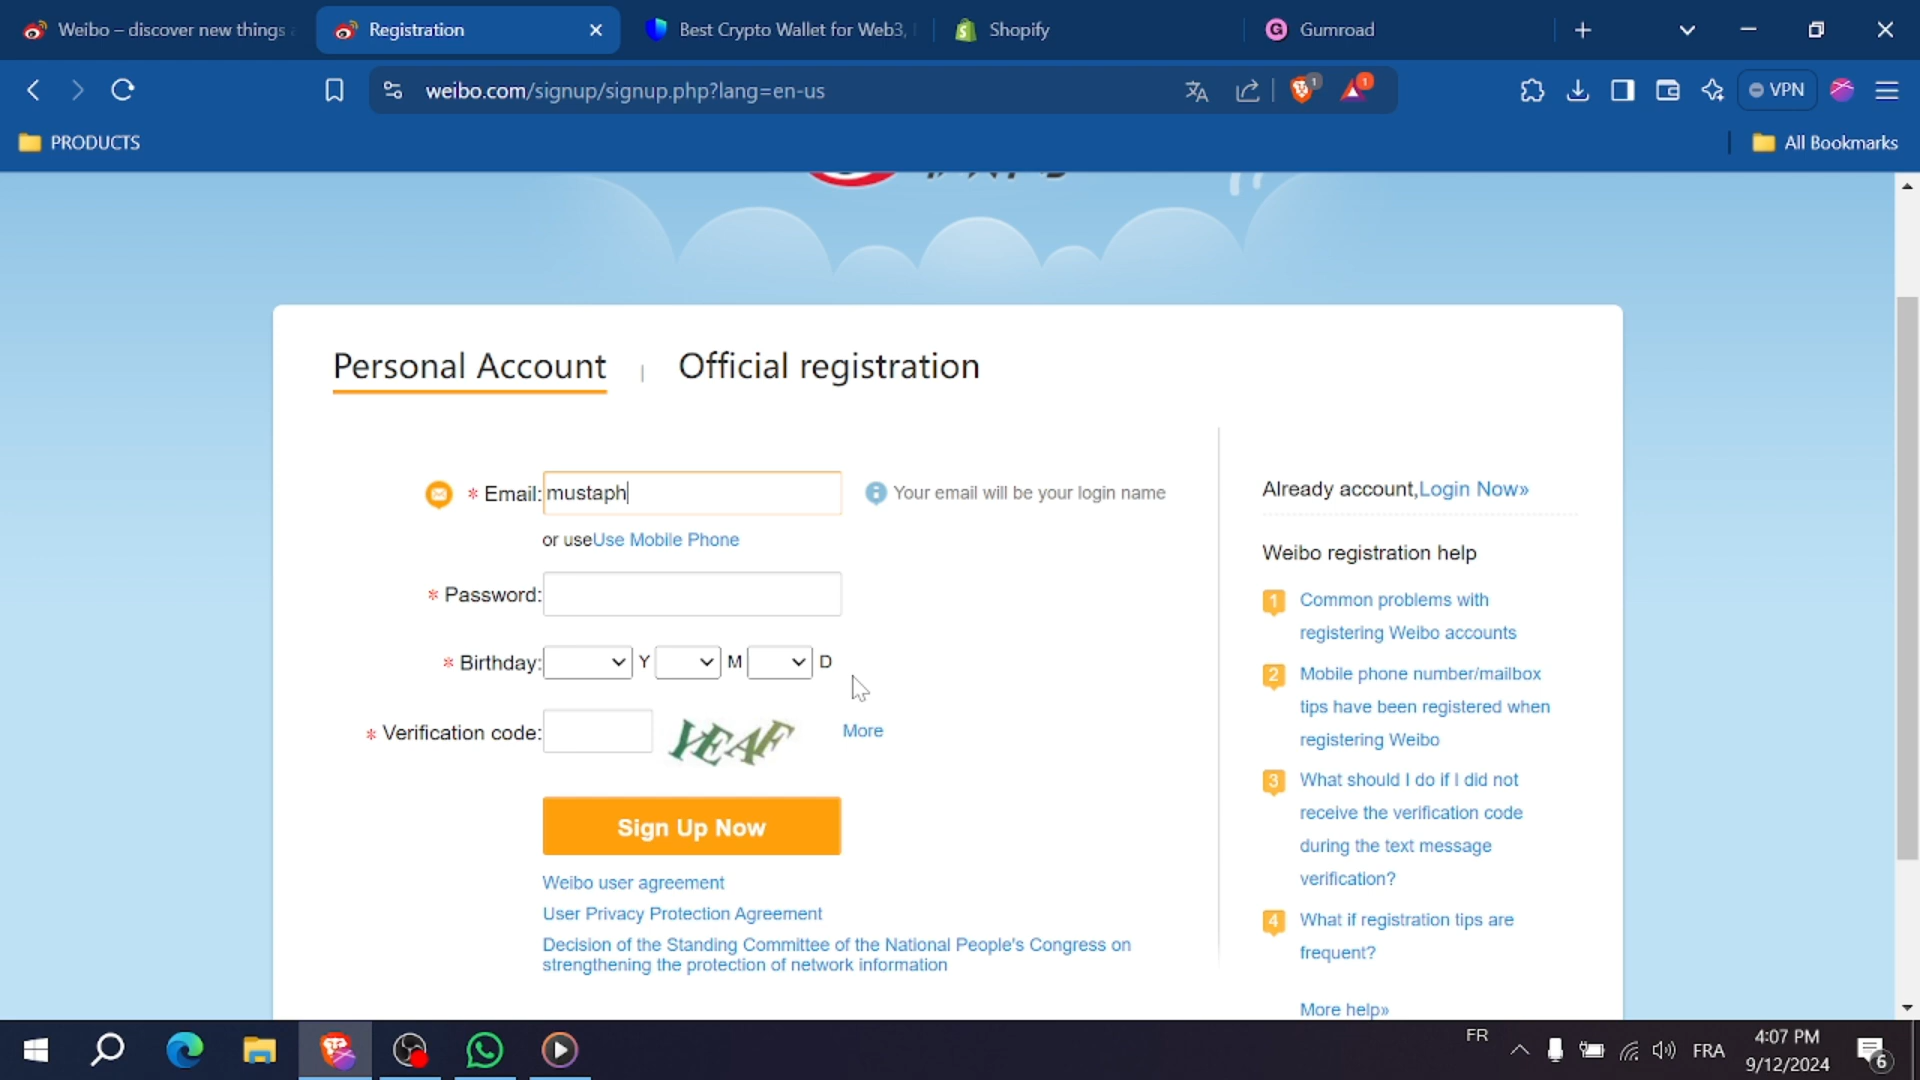 Weibo – discover new things
Registration
Best Crypto Wallet for Web3,
Shopify
Gumroad
weibo.com/signup/signup.php?lang=en-us
1
1
VPN
PRODUCTS
All Bookmarks
Personal Account
Official registration
* Email:
mustaph
Your email will be your login name
or useUse Mobile Phone
* Password:
* Birthday:
Y
M
D
* Verification code:
YEAF
More
Sign Up Now
Weibo user agreement
User Privacy Protection Agreement
Decision of the Standing Committee of the National People's Congress on
strengthening the protection of network information
Already account,Login Now»
Weibo registration help
1
Common problems with
registering Weibo accounts
2
Mobile phone number/mailbox
tips have been registered when
registering Weibo
3
What should I do if I did not
receive the verification code
during the text message
verification?
4
What if registration tips are
frequent?
More help»
FR
FRA
4:07 PM
9/12/2024
6